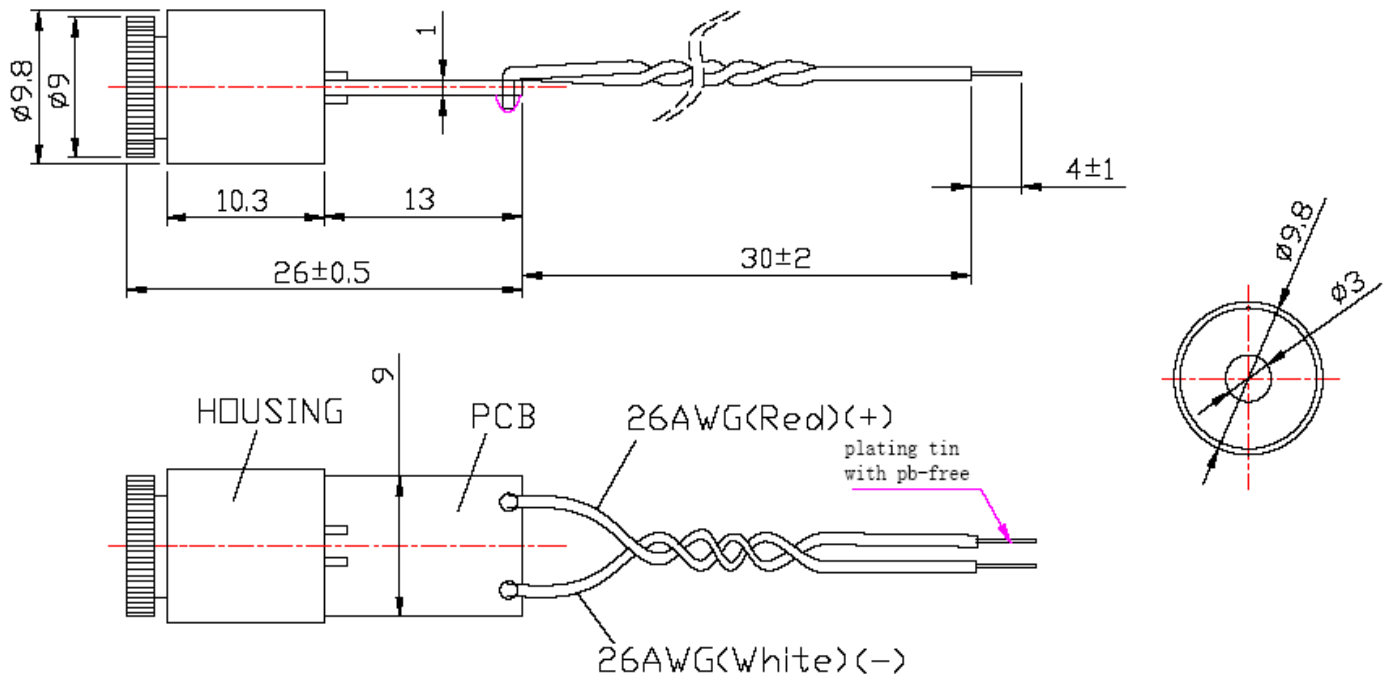 Ø9.8
Ø9
1
10.3
13
4±1
26±0.5
30±2
Ø9.8
Ø3
9
HOUSING
PCB
26AWG(Red)(+)
plating tin
with pb-free
26AWG(White)(-)